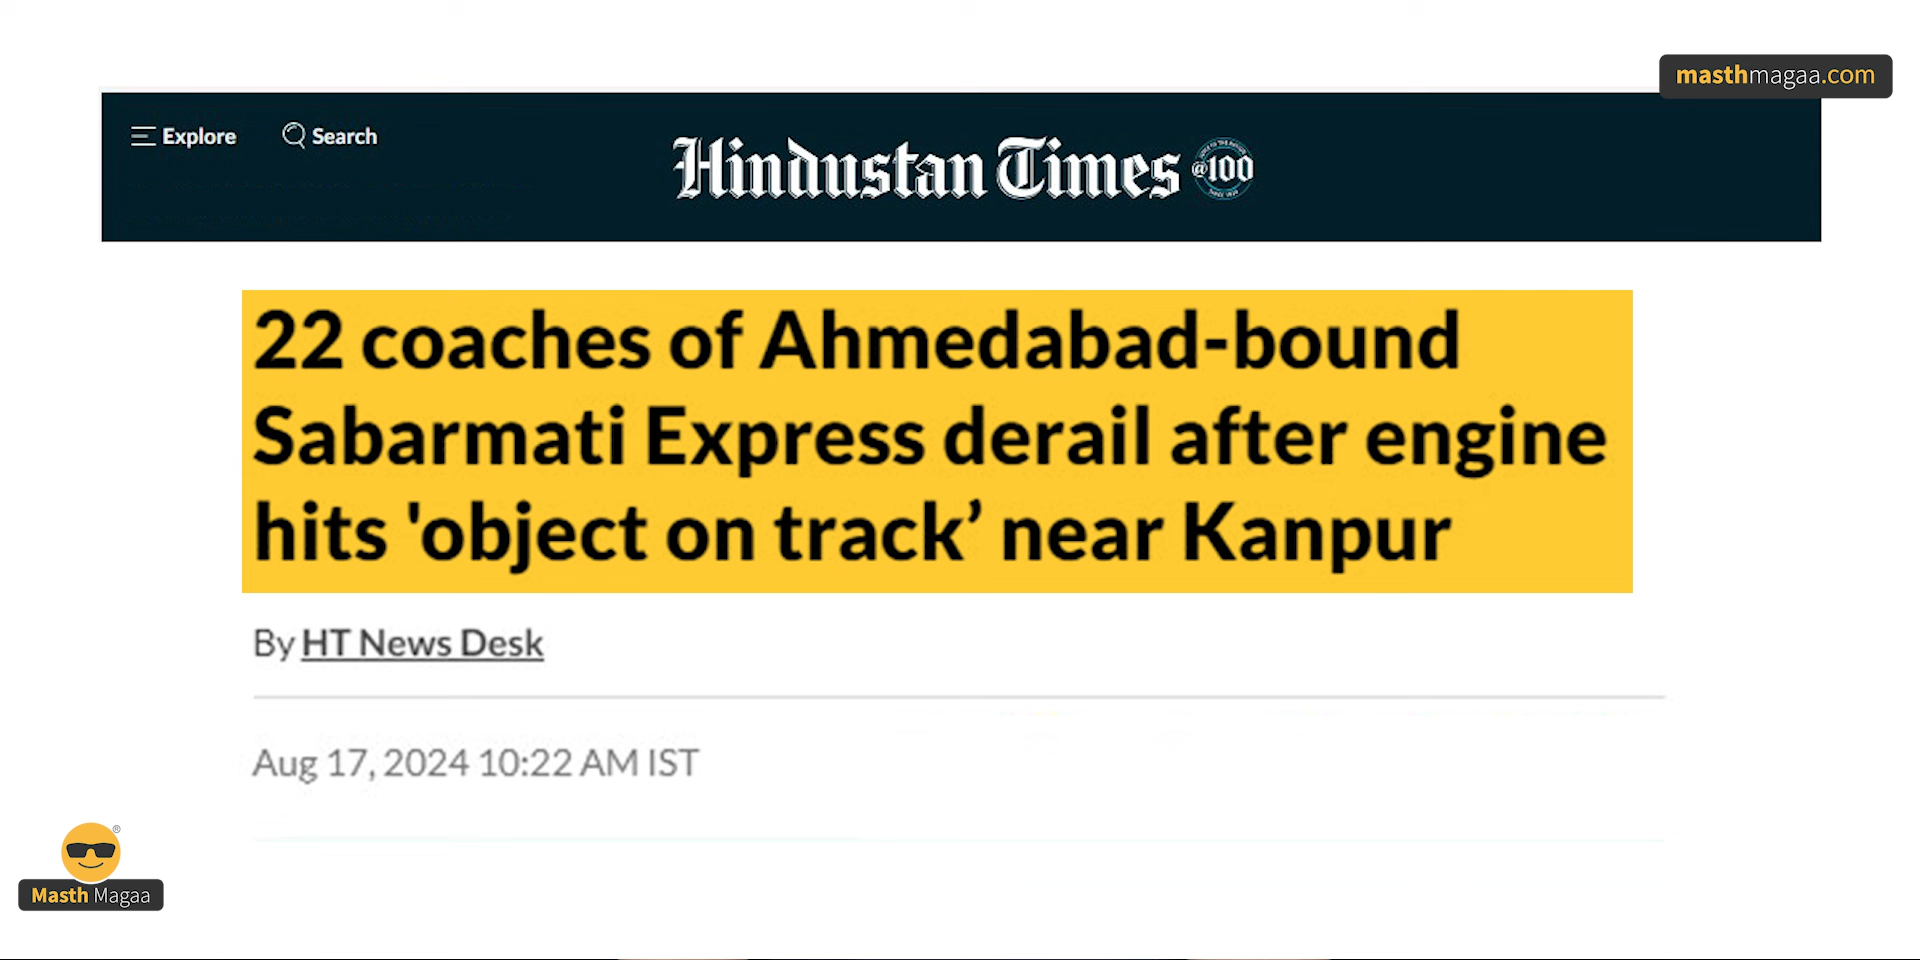 masthmagaa.com
Explore Search
Hindustan Times @100
22 coaches of Ahmedabad-bound
Sabarmati Express derail after engine
hits 'object on track’ near Kanpur
By HT News Desk
Aug 17, 2024 10:22 AM IST
®
Masth Magaa